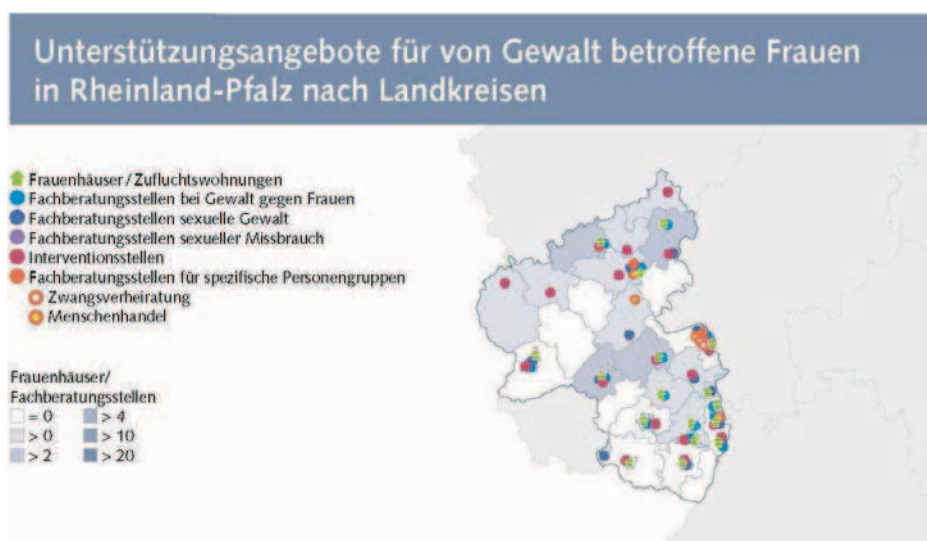 Unterstützungsangebote für von Gewalt betroffene Frauen
in Rheinland-Pfalz nach Landkreisen
Frauenhäuser/Zufluchtswohnungen
Fachberatungsstellen bei Gewalt gegen Frauen
Fachberatungsstellen sexuelle Gewalt
Fachberatungsstellen sexueller Missbrauch
Interventionsstellen
Fachberatungsstellen für spezifische Personengruppen
Zwangsverheiratung
Menschenhandel
Frauenhäuser/
Fachberatungsstellen
= 0 > 4
> 0 > 10
> 2 > 20